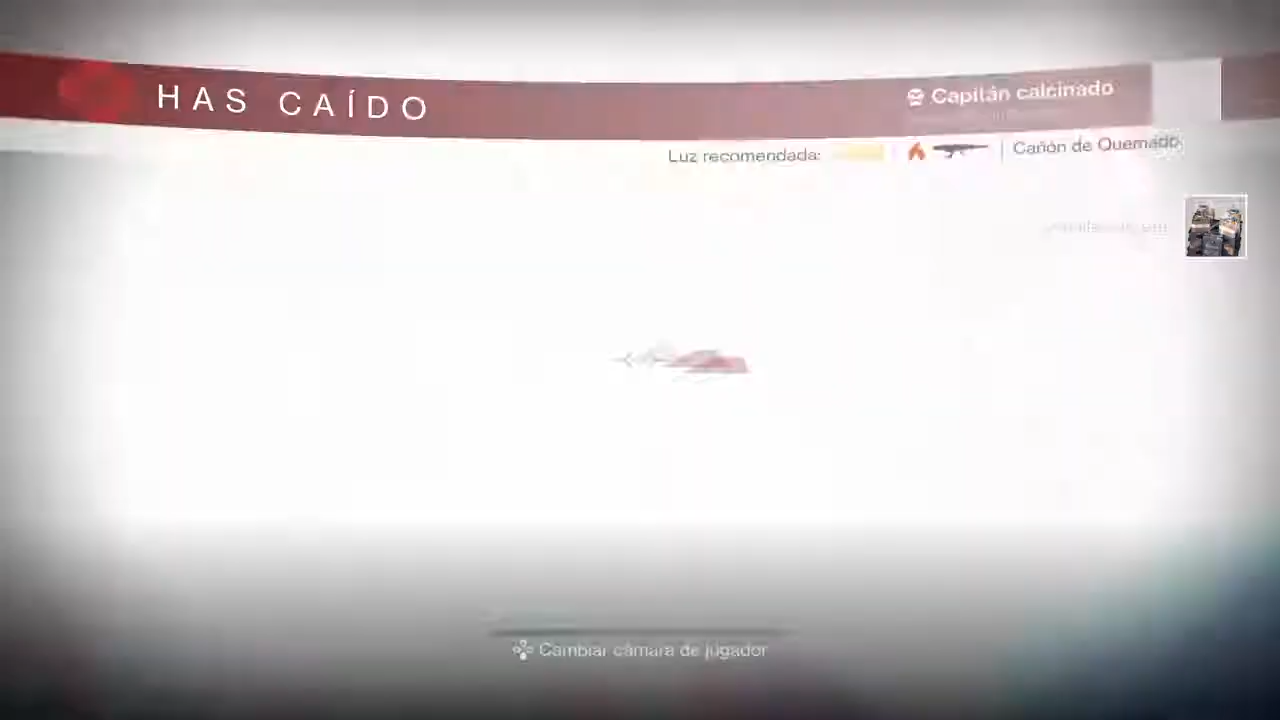 HAS CAÍDO
Capitán calcinado
Luz recomendada:
Cañón de Quemado
Cambiar cámara de jugador